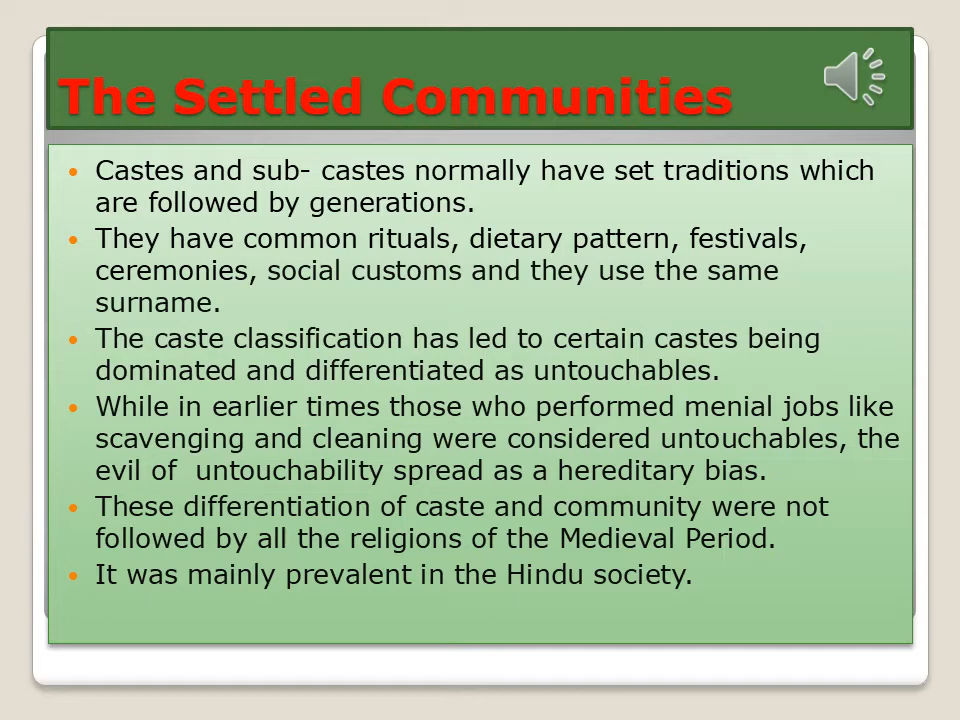 The Settled Communities
Castes and sub- castes normally have set traditions which
are followed by generations.
They have common rituals, dietary pattern, festivals,
ceremonies, social customs and they use the same
surname.
The caste classification has led to certain castes being
dominated and differentiated as untouchables.
While in earlier times those who performed menial jobs like
scavenging and cleaning were considered untouchables, the
evil of  untouchability spread as a hereditary bias.
These differentiation of caste and community were not
followed by all the religions of the Medieval Period.
It was mainly prevalent in the Hindu society.